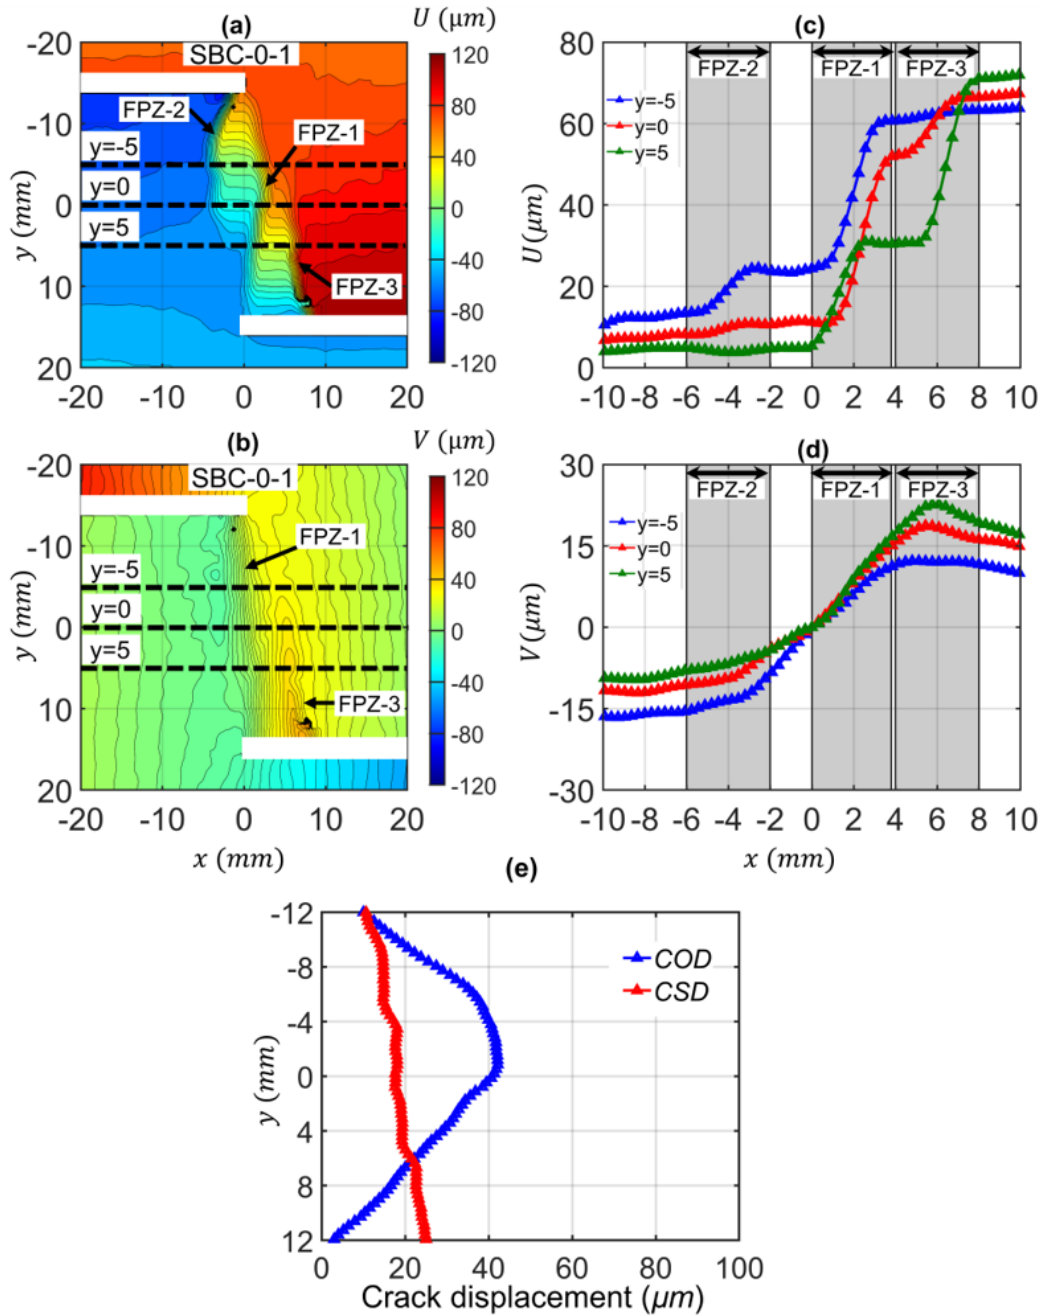 (a)
U (μm)
SBC-0-1
-20
-10
0
10
20
y (mm)
FPZ-2
FPZ-1
FPZ-3
y=-5
y=0
y=5
-20 -10 0 10 20
120
80
40
0
-40
-80
-120
(c)
80
60
40
20
0
U(μm)
FPZ-2 FPZ-1 FPZ-3
y=-5
y=0
y=5
-10 -8 -6 -4 -2 0 2 4 6 8 10
(b)
V (μm)
SBC-0-1
-20
-10
0
10
20
y (mm)
FPZ-1
y=-5
y=0
y=5
FPZ-3
-20 -10 0 10 20
x (mm)
120
80
40
0
-40
-80
-120
(d)
30
15
0
-15
-30
V(μm)
FPZ-2 FPZ-1 FPZ-3
y=-5
y=0
y=5
-10 -8 -6 -4 -2 0 2 4 6 8 10
x (mm)
(e)
-12
-8
-4
0
4
8
12
y (mm)
COD
CSD
0 20 40 60 80 100
Crack displacement (μm)